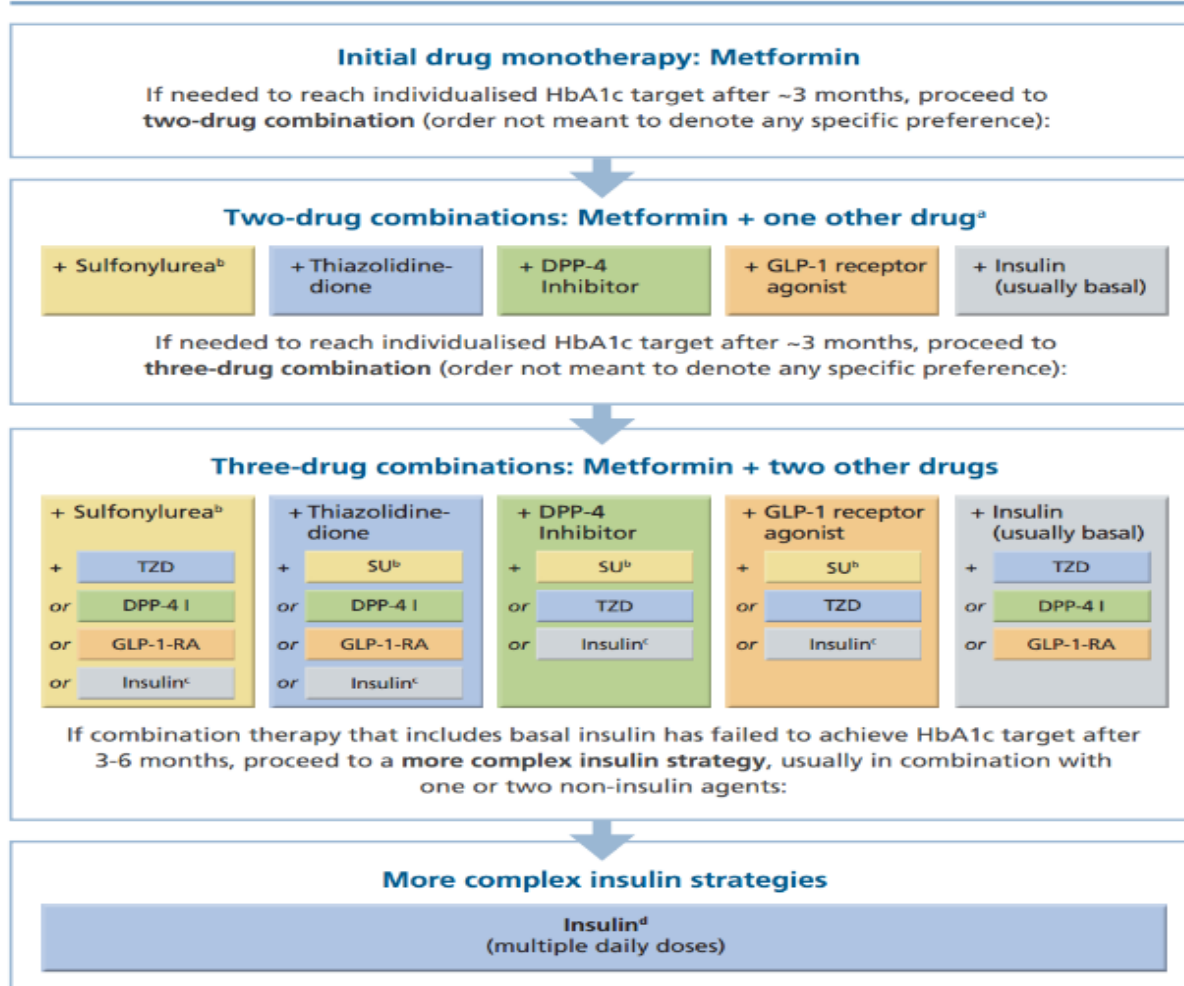 Initial drug monotherapy: Metformin
If needed to reach individualised HbA1c target after ~3 months, proceed to
two-drug combination (order not meant to denote any specific preference):
Two-drug combinations: Metformin + one other drugᵃ
+ Sulfonylureaᵇ
+ Thiazolidine-
dione
+ DPP-4
Inhibitor
+ GLP-1 receptor
agonist
+ Insulin
(usually basal)
If needed to reach individualised HbA1c target after ~3 months, proceed to
three-drug combination (order not meant to denote any specific preference):
Three-drug combinations: Metformin + two other drugs
+ Sulfonylureaᵇ
+ TZD
or DPP-4 I
or GLP-1-RA
or Insulinᶜ
+ Thiazolidine-
dione
+ SUᵇ
or DPP-4 I
or GLP-1-RA
or Insulinᶜ
+ DPP-4
Inhibitor
+ SUᵇ
or TZD
or Insulinᶜ
+ GLP-1 receptor
agonist
+ SUᵇ
or TZD
or Insulinᶜ
+ Insulin
(usually basal)
+ TZD
or DPP-4 I
or GLP-1-RA
If combination therapy that includes basal insulin has failed to achieve HbA1c target after
3-6 months, proceed to a more complex insulin strategy, usually in combination with
one or two non-insulin agents:
More complex insulin strategies
Insulinᵈ
(multiple daily doses)